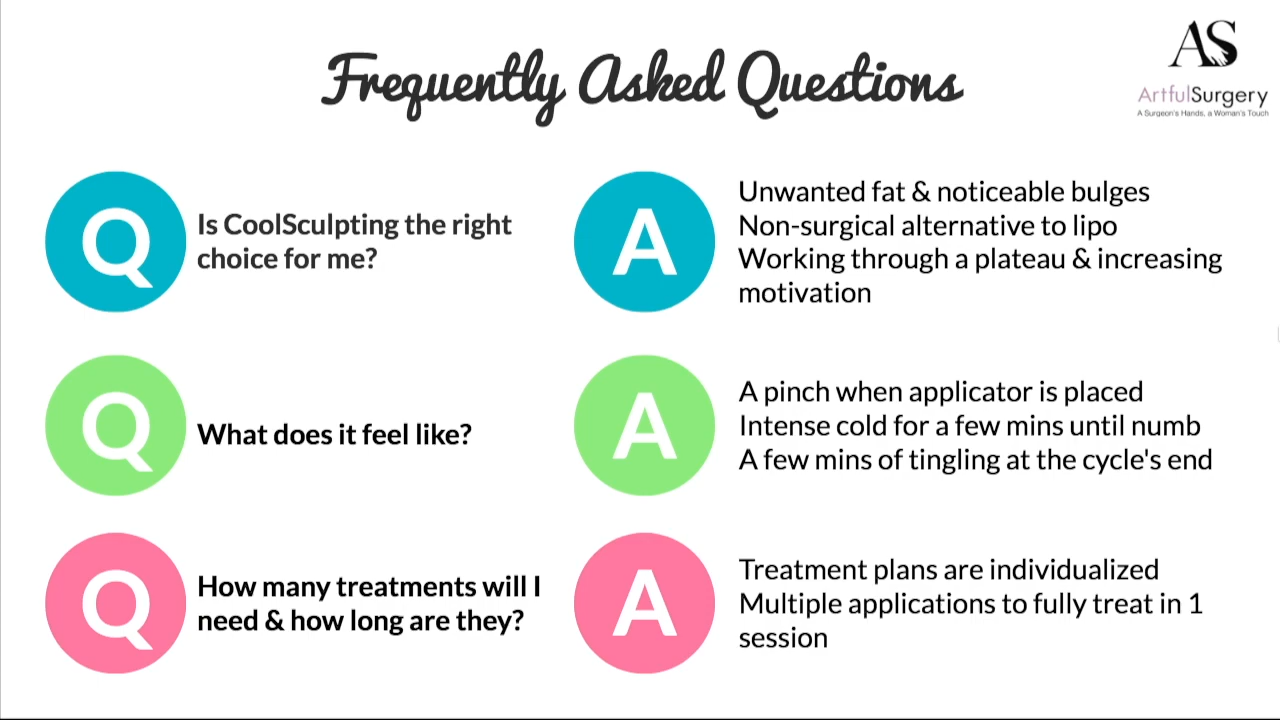 AS
Frequently Asked Questions
ArtfulSurgery
A Surgeon's Hands, a Woman's Touch
Q
Is CoolSculpting the right
choice for me?
A
Unwanted fat & noticeable bulges
Non-surgical alternative to lipo
Working through a plateau & increasing
motivation
Q
What does it feel like?
A
A pinch when applicator is placed
Intense cold for a few mins until numb
A few mins of tingling at the cycle's end
Q
How many treatments will I
need & how long are they?
A
Treatment plans are individualized
Multiple applications to fully treat in 1
session